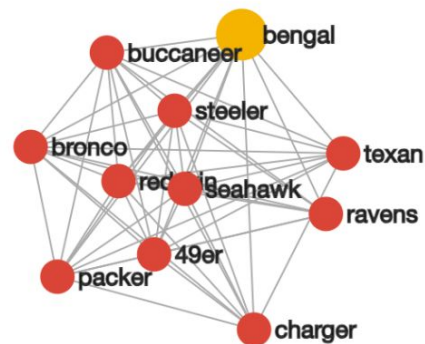 bengal
buccaneer
steeler
bronco
texan
seahawk
ravens
49er
packer
charger